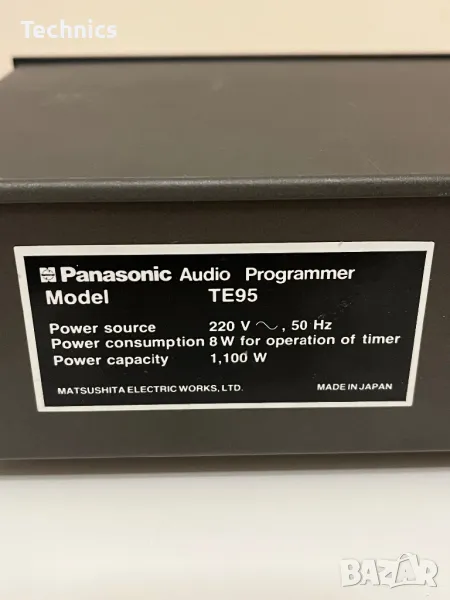 Technics
Panasonic Audio Programmer
Model TE95
Power source 220 V ~, 50 Hz
Power consumption 8 W for operation of timer
Power capacity 1,100 W
MATSUSHITA ELECTRIC WORKS, LTD. MADE IN JAPAN
BAZAR